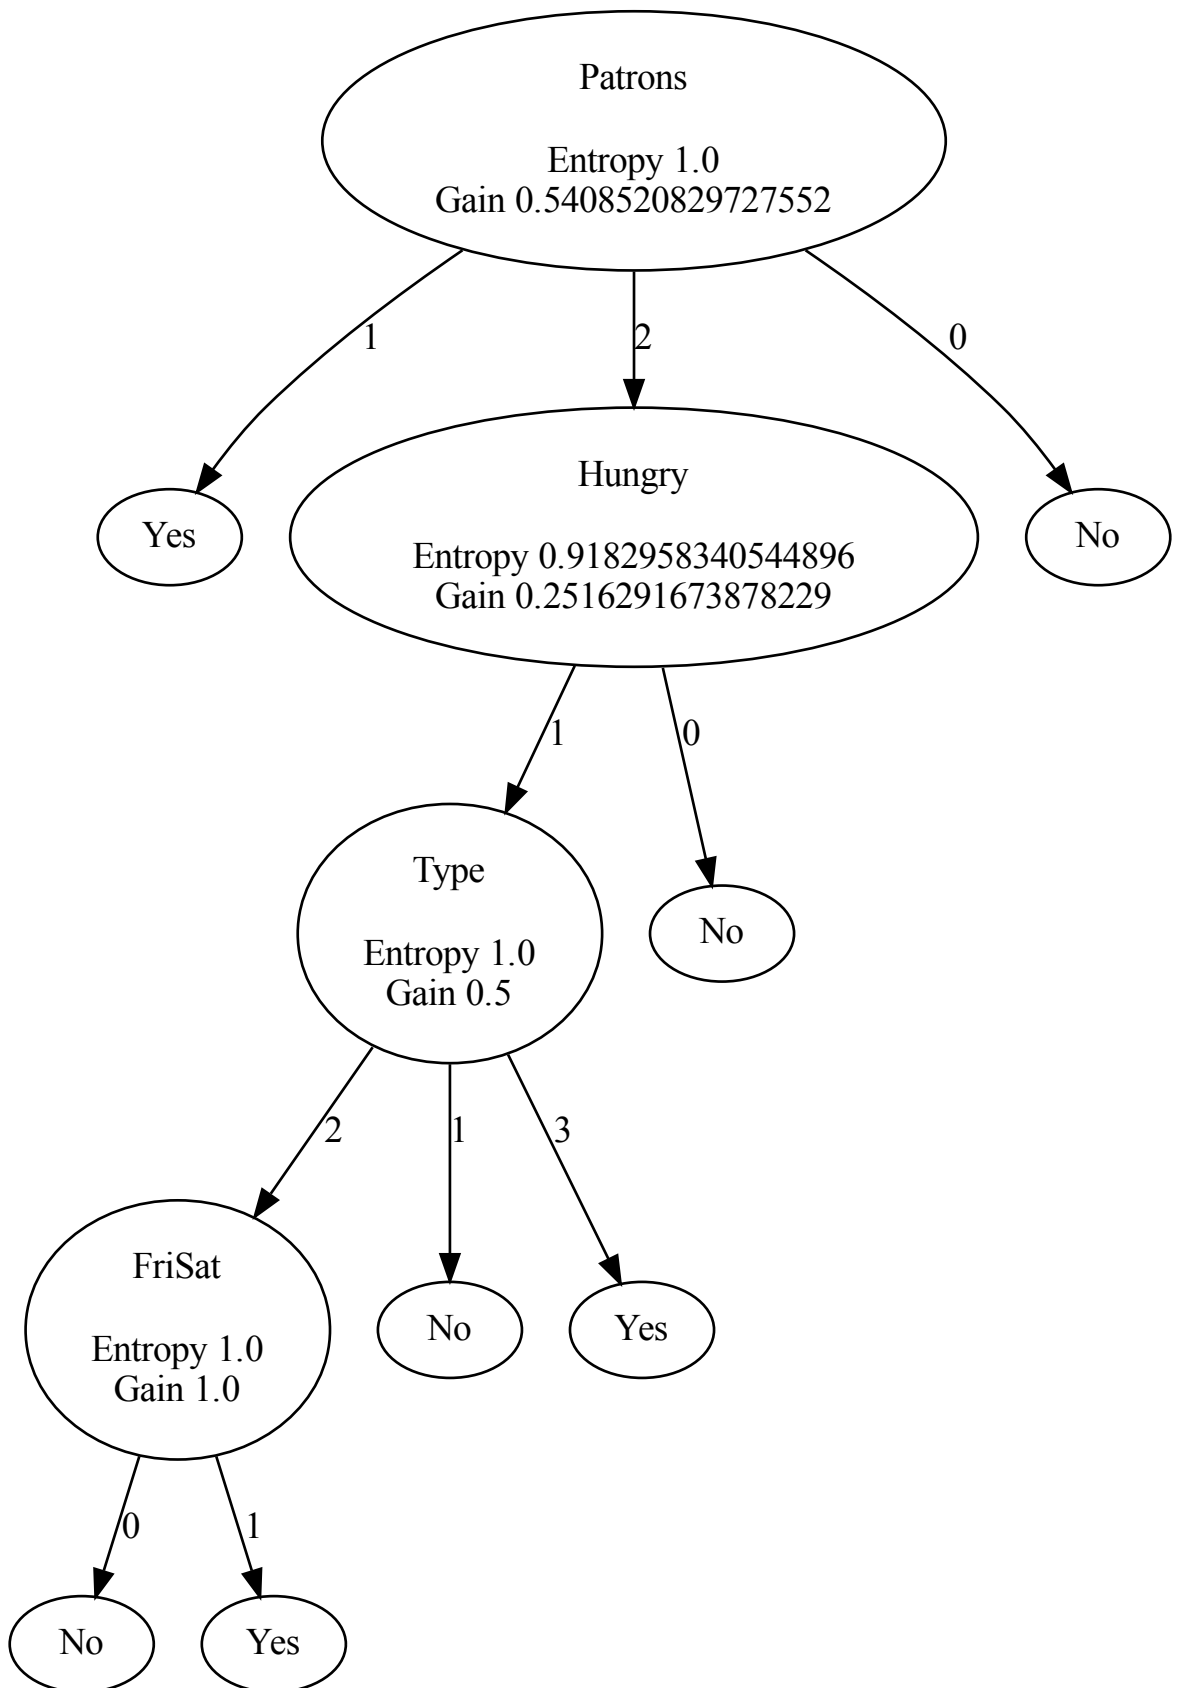 Patrons
Entropy 1.0
Gain 0.5408520829727552
1
2
0
Yes
Hungry
Entropy 0.9182958340544896
Gain 0.2516291673878229
No
1
0
Type
Entropy 1.0
Gain 0.5
No
2
1
3
FriSat
Entropy 1.0
Gain 1.0
No
Yes
0
1
No
Yes